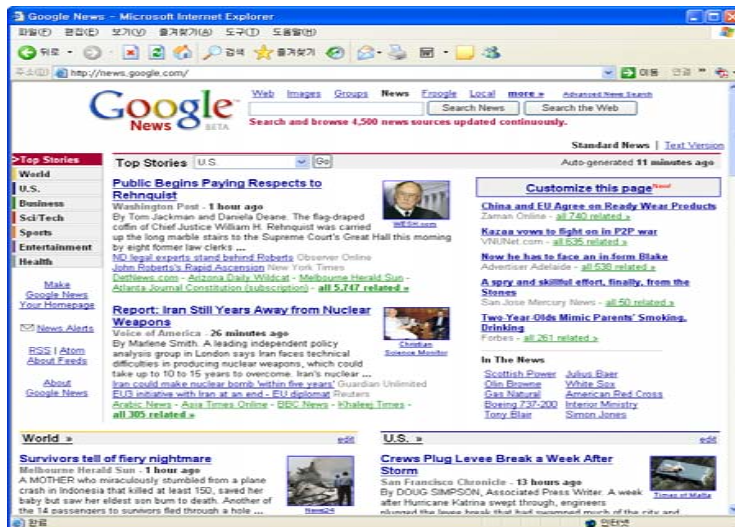 Google News - Microsoft Internet Explorer
파일(F) 편집(E) 보기(V) 즐겨찾기(A) 도구(T) 도움말(H)
뒤로 검색 즐겨찾기
주소(D) http://news.google.com/ 이동 연결 »
Google News BETA
Web Images Groups News Froogle Local more » Advanced News Search
Search News Search the Web
Search and browse 4,500 news sources updated continuously.
Standard News | Text Version
>Top Stories
World
U.S.
Business
Sci/Tech
Sports
Entertainment
Health
Make
Google News
Your Homepage
News Alerts
RSS | Atom
About Feeds
About
Google News
Top Stories U.S. Go
Auto-generated 11 minutes ago
Public Begins Paying Respects to
Rehnquist
Washington Post - 1 hour ago
By Tom Jackman and Daniela Deane. The flag-draped
coffin of Chief Justice William H. Rehnquist was carried
up the long marble stairs to the Supreme Court's Great Hall this morning
by eight former law clerks ...
ND legal experts stand behind Roberts Observer Online
John Roberts's Rapid Ascension New York Times
DetNews.com - Arizona Daily Wildcat - Melbourne Herald Sun -
Atlanta Journal Constitution (subscription) - all 5,747 related »
WESH.com
Report: Iran Still Years Away from Nuclear
Weapons
Voice of America - 26 minutes ago
By Marlene Smith. A leading independent policy
analysis group in London says Iran faces technical
difficulties in producing nuclear weapons, which could
take up to 10 to 15 years to overcome. Iran's nuclear ...
Iran could make nuclear bomb 'within five years' Guardian Unlimited
EU3 initiative with Iran at an end - EU diplomat Reuters
Arabic News - Asia Times Online - BBC News - Khaleej Times -
all 305 related »
Christian
Science Monitor
Customize this page New!
China and EU Agree on Ready Wear Products
Zaman Online - all 740 related »
Kazaa vows to fight on in P2P war
VNUNet.com - all 635 related »
Now he has to face an in-form Blake
Advertiser Adelaide - all 538 related »
A spry and skillful effort, finally, from the
Stones
San Jose Mercury News - all 50 related »
Two-Year-Olds Mimic Parents' Smoking,
Drinking
Forbes - all 261 related »
In The News
Scottish Power Julius Baer
Olin Browne White Sox
Gas Natural American Red Cross
Boeing 737-200 Interior Ministry
Tony Blair Simon Jones
World » edit
Survivors tell of fiery nightmare
Melbourne Herald Sun - 1 hour ago
A MOTHER who miraculously stumbled from a plane
crash in Indonesia that killed at least 150, saved her
baby but saw her eldest son burn to death. Another of
the 14 passengers to survivors fled through a hole ...
News24
U.S. » edit
Crews Plug Levee Break a Week After
Storm
San Francisco Chronicle - 13 hours ago
By DOUG SIMPSON, Associated Press Writer. A week
after Hurricane Katrina swept through, engineers
plugged the levee break that had swamped much of the city and
Times of Malta
완료 인터넷